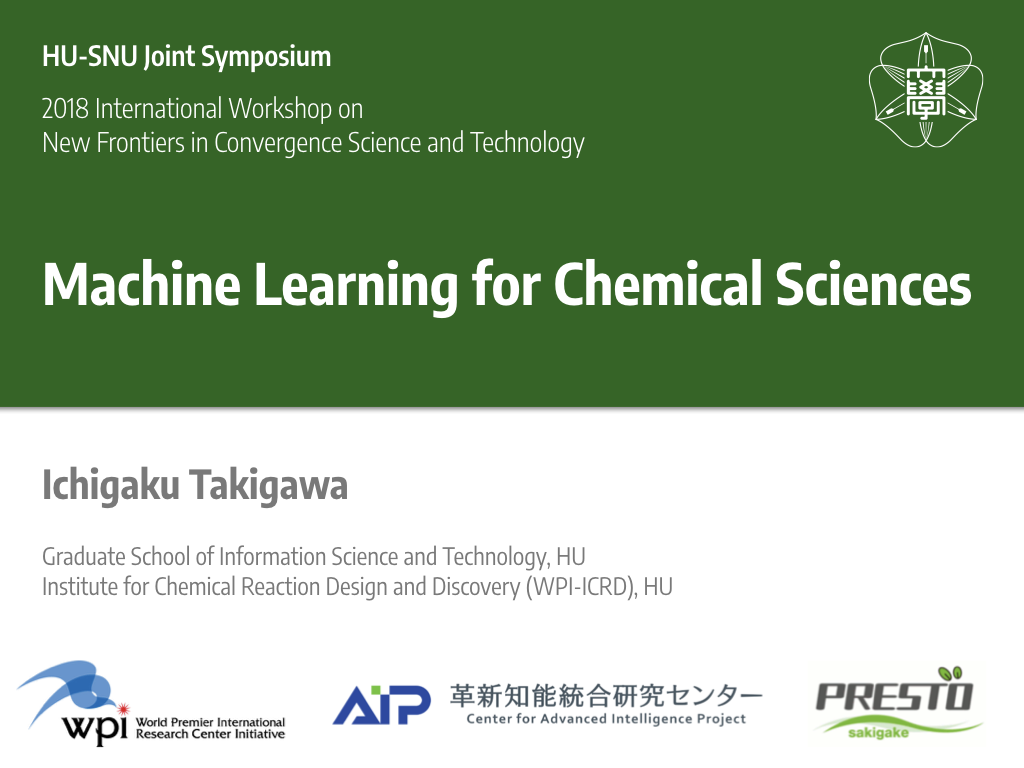 HU-SNU Joint Symposium
2018 International Workshop on
New Frontiers in Convergence Science and Technology
Machine Learning for Chemical Sciences
Ichigaku Takigawa
Graduate School of Information Science and Technology, HU
Institute for Chemical Reaction Design and Discovery (WPI-ICRD), HU
wpi World Premier International
Research Center Initiative
AIP 革新知能統合研究センター
Center for Advanced Intelligence Project
PRESTO
sakigake